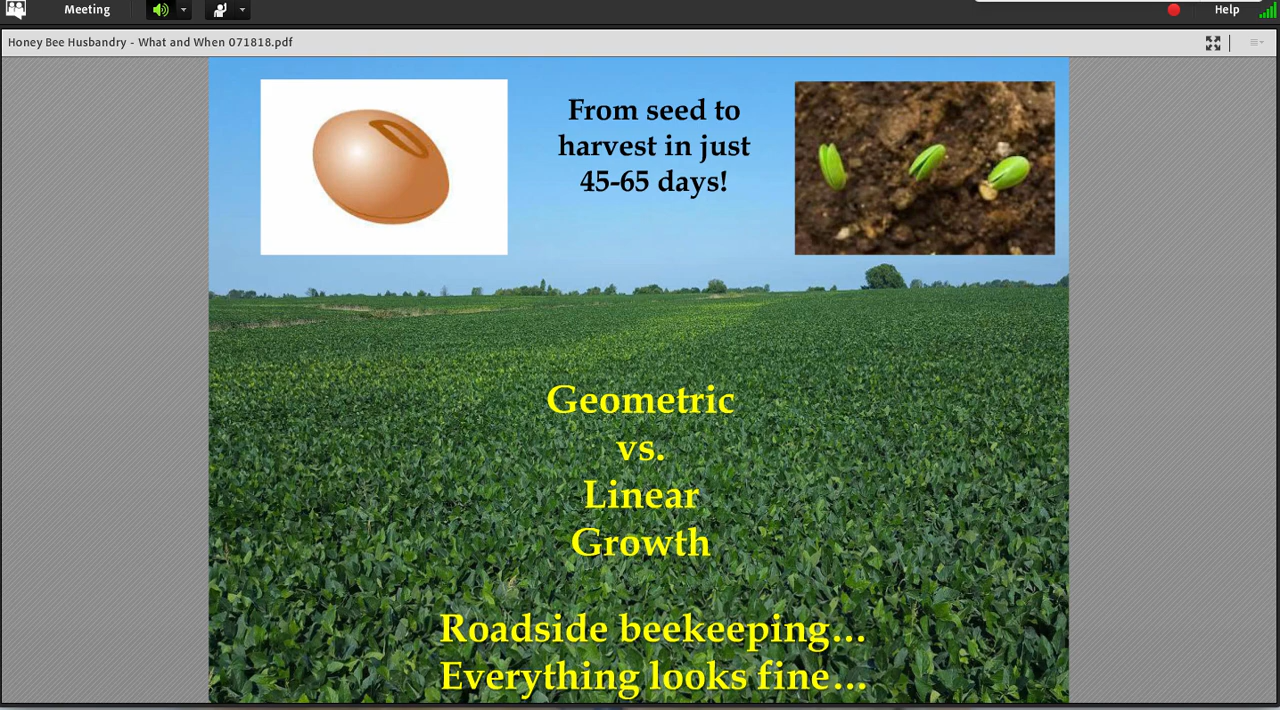 Meeting
Help
Honey Bee Husbandry - What and When 071818.pdf
From seed to
harvest in just
45-65 days!
Geometric
vs.
Linear
Growth
Roadside beekeeping...
Everything looks fine...